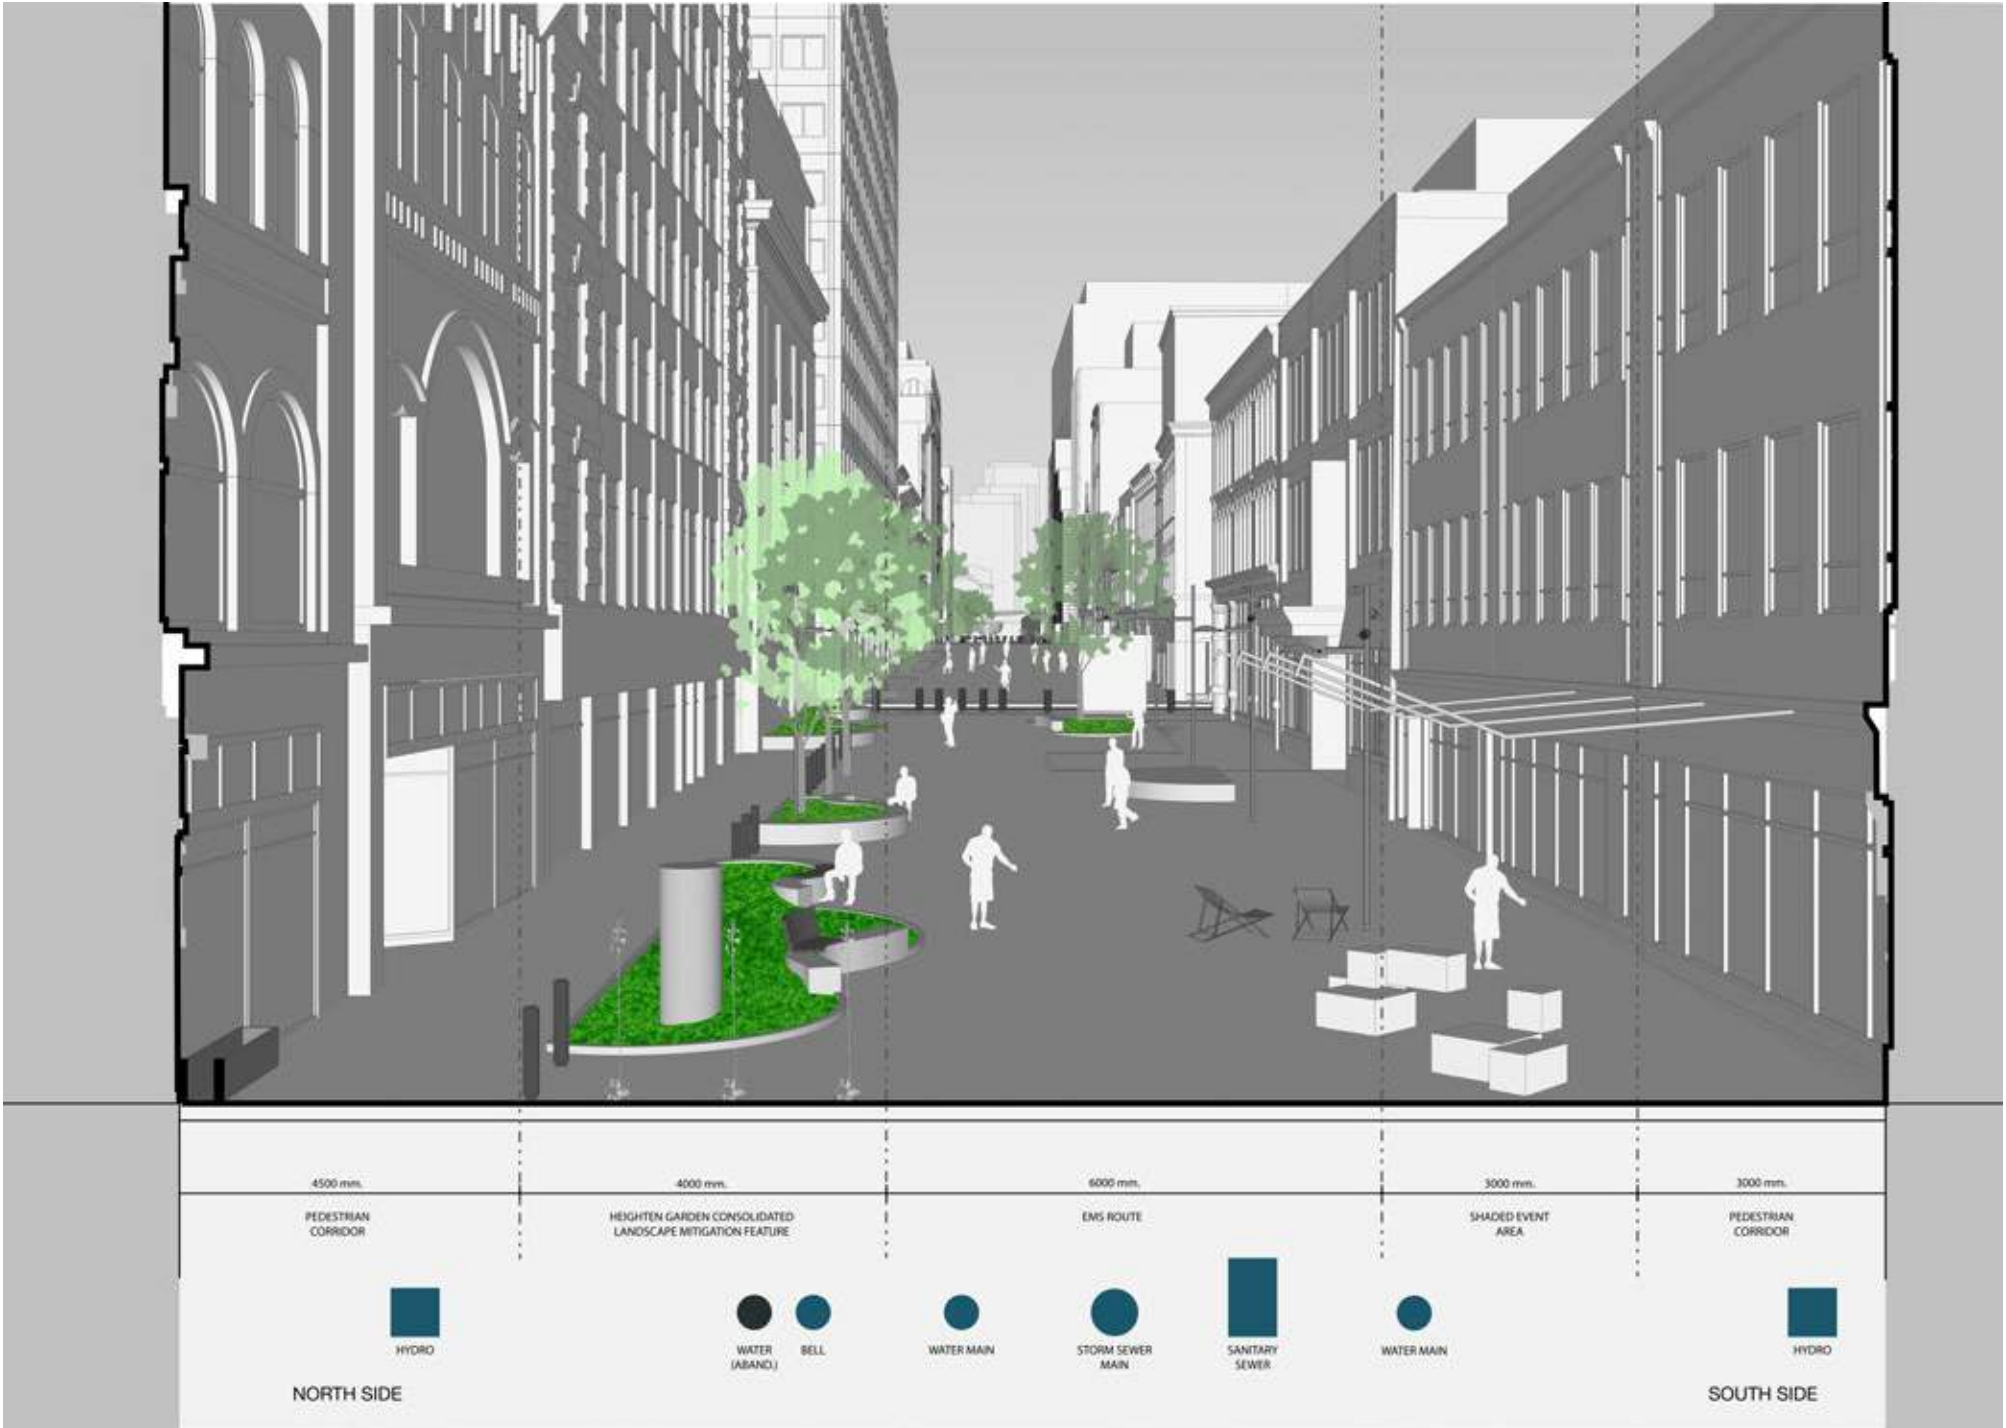 4500 mm.
4000 mm.
6000 mm.
3000 mm.
3000 mm.
PEDESTRIAN
CORRIDOR
HEIGHTEN GARDEN CONSOLIDATED
LANDSCAPE MITIGATION FEATURE
EMS ROUTE
SHADED EVENT
AREA
PEDESTRIAN
CORRIDOR
HYDRO
WATER
(ABAND.)
BELL
WATER MAIN
STORM SEWER
MAIN
SANITARY
SEWER
WATER MAIN
HYDRO
NORTH SIDE
SOUTH SIDE